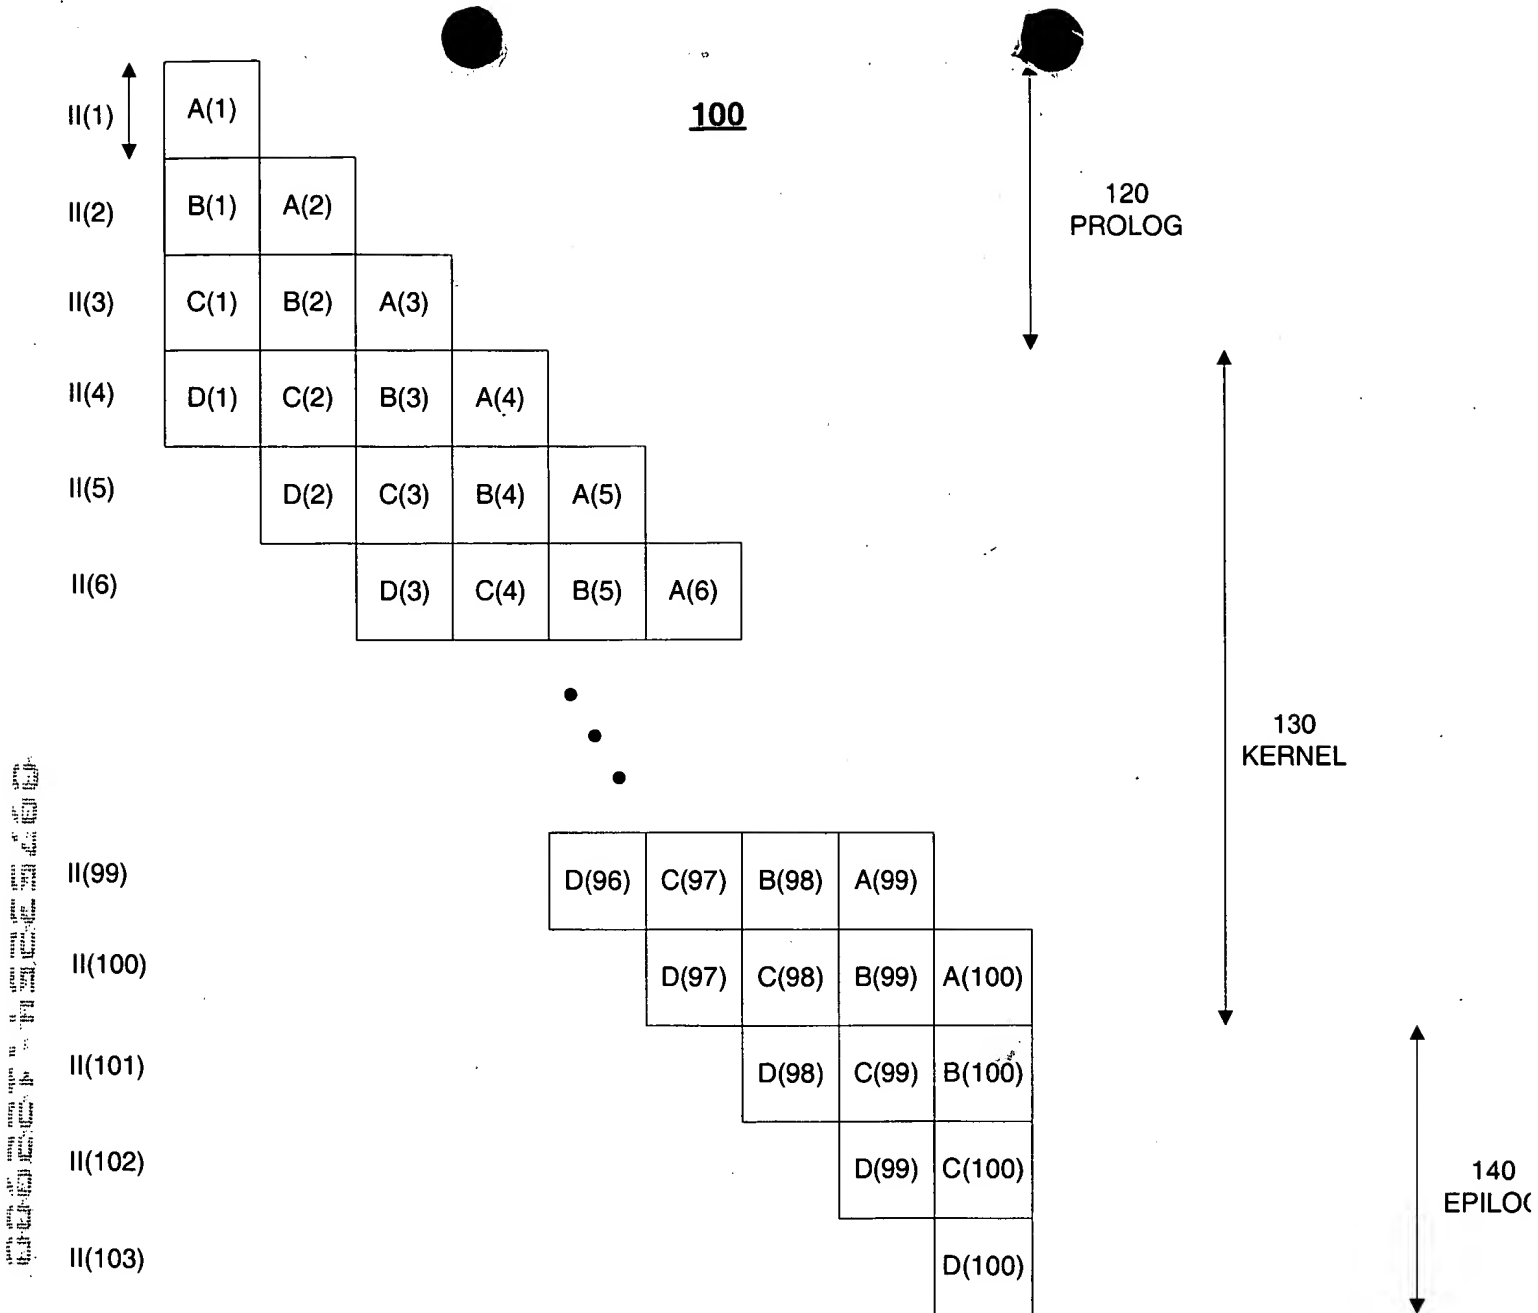 100
II(1) A(1)
II(2) B(1) A(2)
120
PROLOG
II(3) C(1) B(2) A(3)
II(4) D(1) C(2) B(3) A(4)
II(5) D(2) C(3) B(4) A(5)
II(6) D(3) C(4) B(5) A(6)
130
KERNEL
II(99) D(96) C(97) B(98) A(99)
II(100) D(97) C(98) B(99) A(100)
II(101) D(98) C(99) B(100)
II(102) D(99) C(100)
140
EPILO
II(103) D(100)